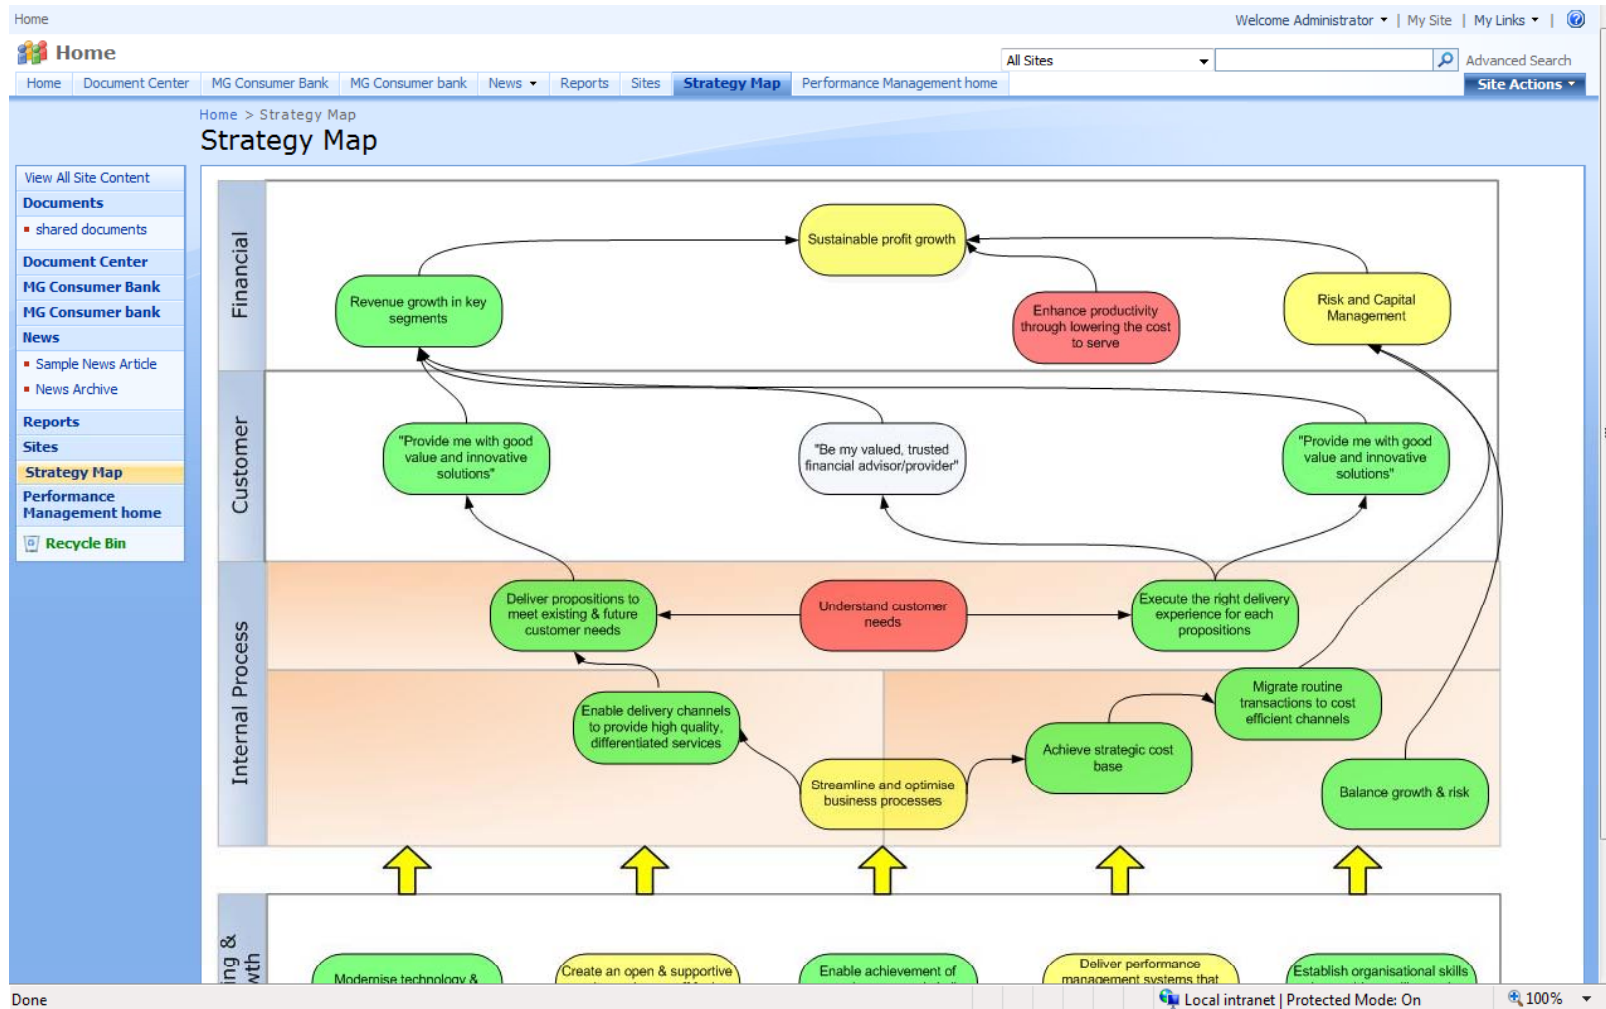 Home
Welcome Administrator | My Site | My Links |
Home
All Sites
Advanced Search
Home Document Center MG Consumer Bank MG Consumer bank News Reports Sites Strategy Map Performance Management home
Site Actions
Home > Strategy Map
Strategy Map
View All Site Content
Documents
shared documents
Document Center
MG Consumer Bank
MG Consumer bank
News
Sample News Article
News Archive
Reports
Sites
Strategy Map
Performance
Management home
Recycle Bin
Financial
Sustainable profit growth
Revenue growth in key
segments
Enhance productivity
through lowering the cost
to serve
Risk and Capital
Management
Customer
"Provide me with good
value and innovative
solutions"
"Be my valued, trusted
financial advisor/provider"
"Provide me with good
value and innovative
solutions"
Internal Process
Deliver propositions to
meet existing & future
customer needs
Understand customer
needs
Execute the right delivery
experience for each
propositions
Enable delivery channels
to provide high quality,
differentiated services
Streamline and optimise
business processes
Achieve strategic cost
base
Migrate routine
transactions to cost
efficient channels
Balance growth & risk
Modernise technology &
Create an open & supportive
Enable achievement of
Deliver performance
management systems that
Establish organisational skills
Done
Local intranet | Protected Mode: On
100%